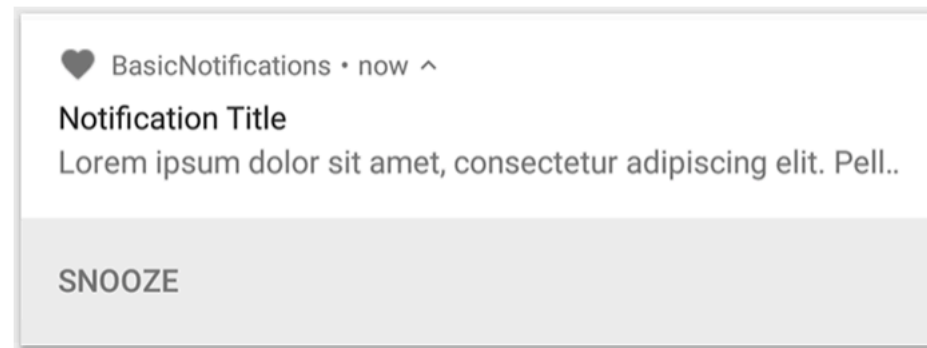 BasicNotifications • now
Notification Title
Lorem ipsum dolor sit amet, consectetur adipiscing elit. Pell..
SNOOZE